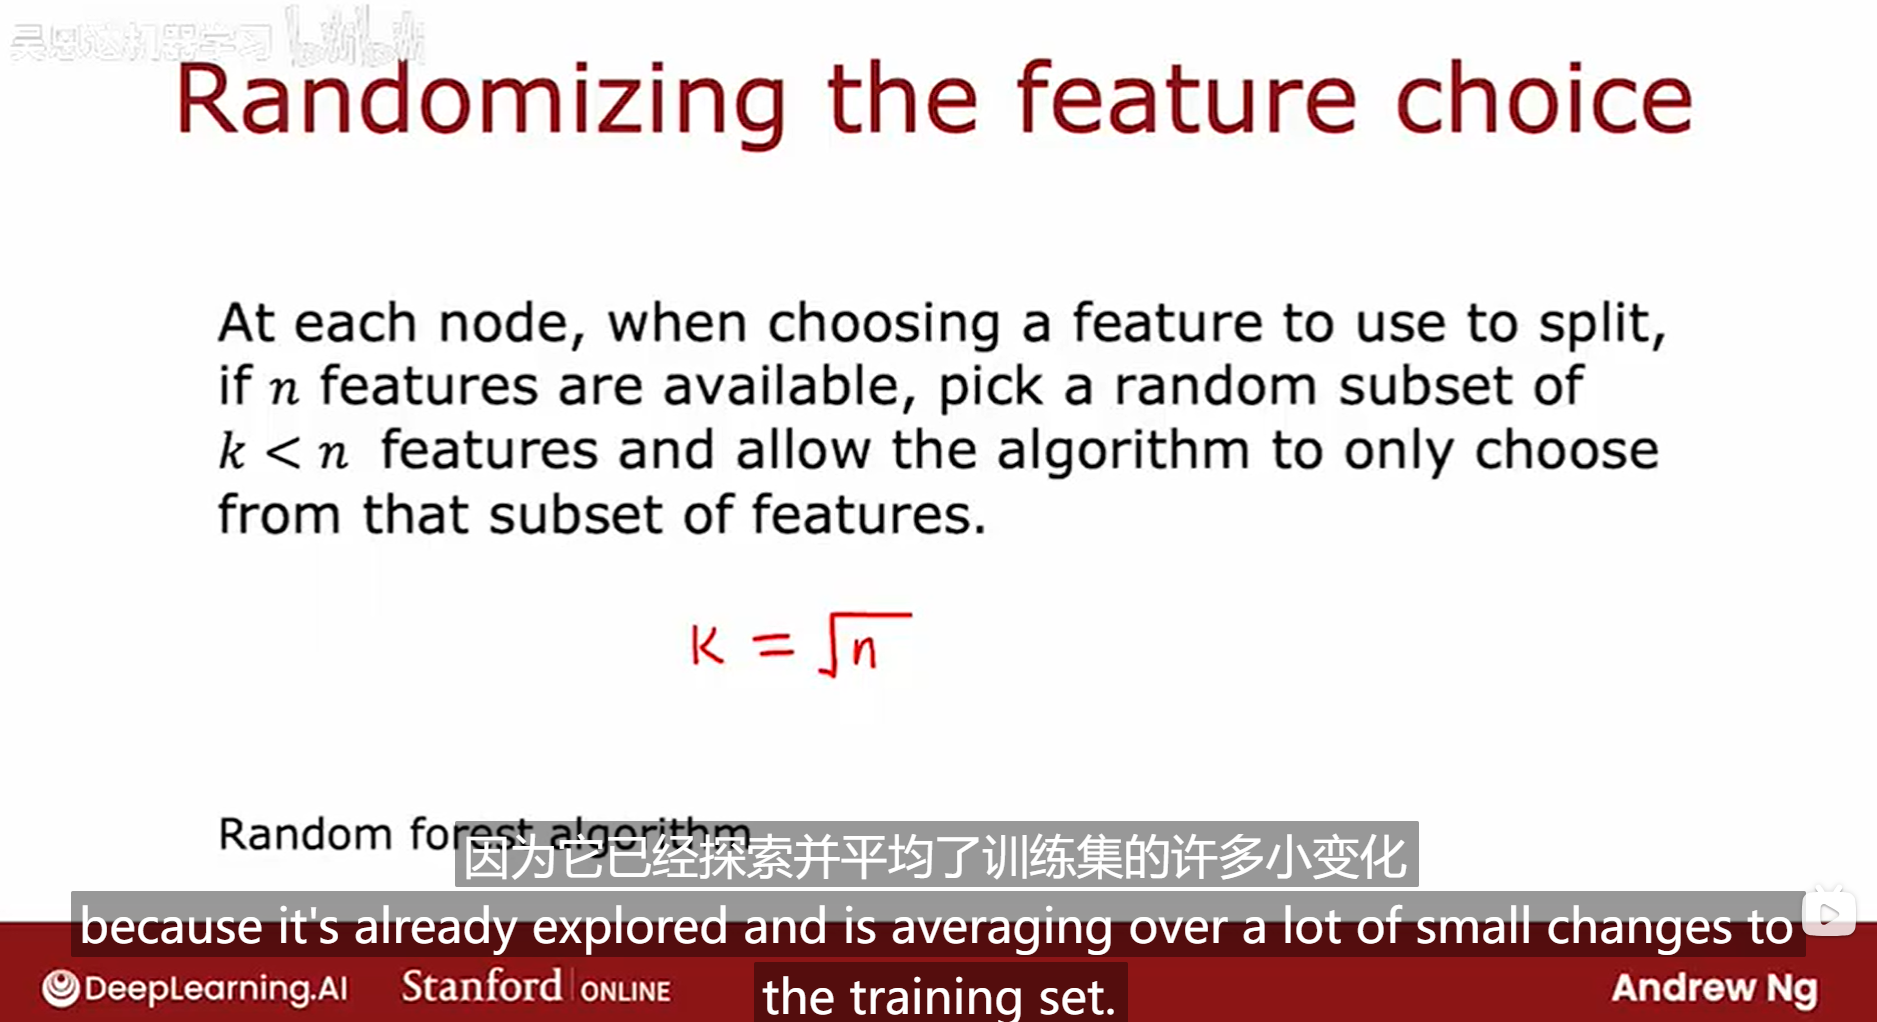 吴恩达机器学习 bilibili
Randomizing the feature choice
At each node, when choosing a feature to use to split,
if n features are available, pick a random subset of
k < n features and allow the algorithm to only choose
from that subset of features.
K = √n
Random forest algorithm
因为它已经探索并平均了训练集的许多小变化
because it's already explored and is averaging over a lot of small changes to
the training set.
DeepLearning.AI Stanford ONLINE Andrew Ng